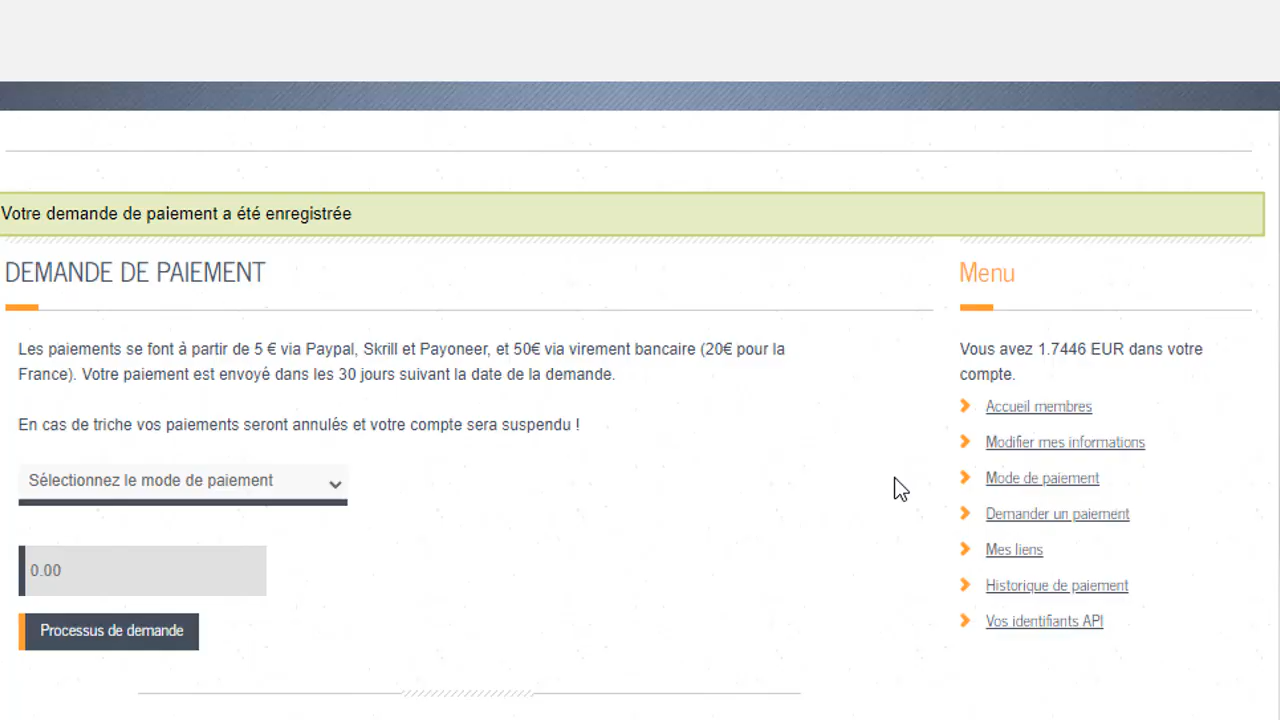 Votre demande de paiement a été enregistrée
DEMANDE DE PAIEMENT
Les paiements se font à partir de 5 € via Paypal, Skrill et Payoneer, et 50€ via virement bancaire (20€ pour la
France). Votre paiement est envoyé dans les 30 jours suivant la date de la demande.
En cas de triche vos paiements seront annulés et votre compte sera suspendu !
Sélectionnez le mode de paiement
0.00
Processus de demande
Menu
Vous avez 1.7446 EUR dans votre
compte.
Accueil membres
Modifier mes informations
Mode de paiement
Demander un paiement
Mes liens
Historique de paiement
Vos identifiants API